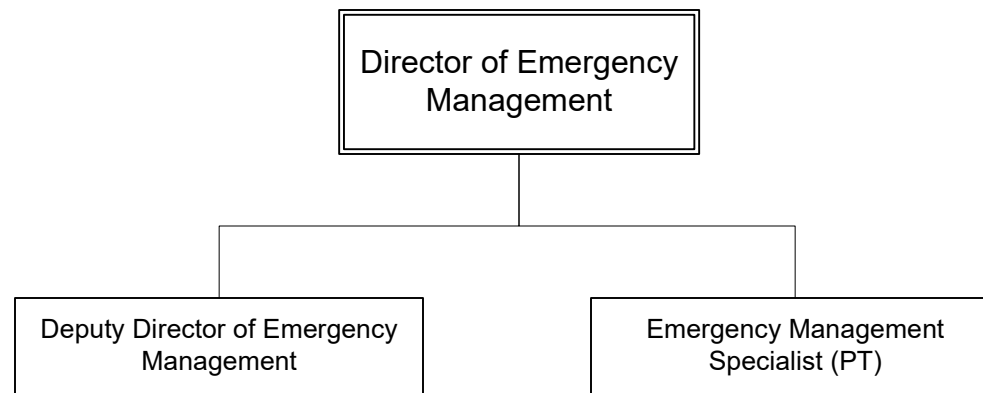 Director of Emergency
Management
Deputy Director of Emergency
Management
Emergency Management
Specialist (PT)